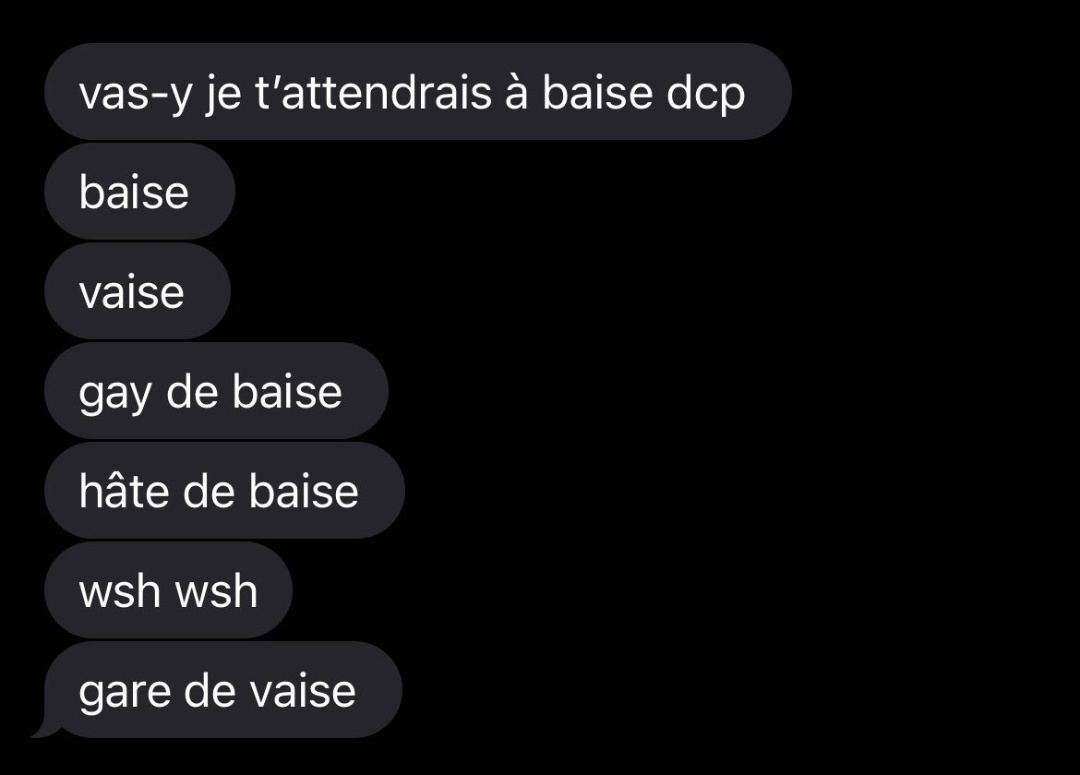 vas-y je t’attendrais à baise dcp
baise
vaise
gay de baise
hâte de baise
wsh wsh
gare de vaise